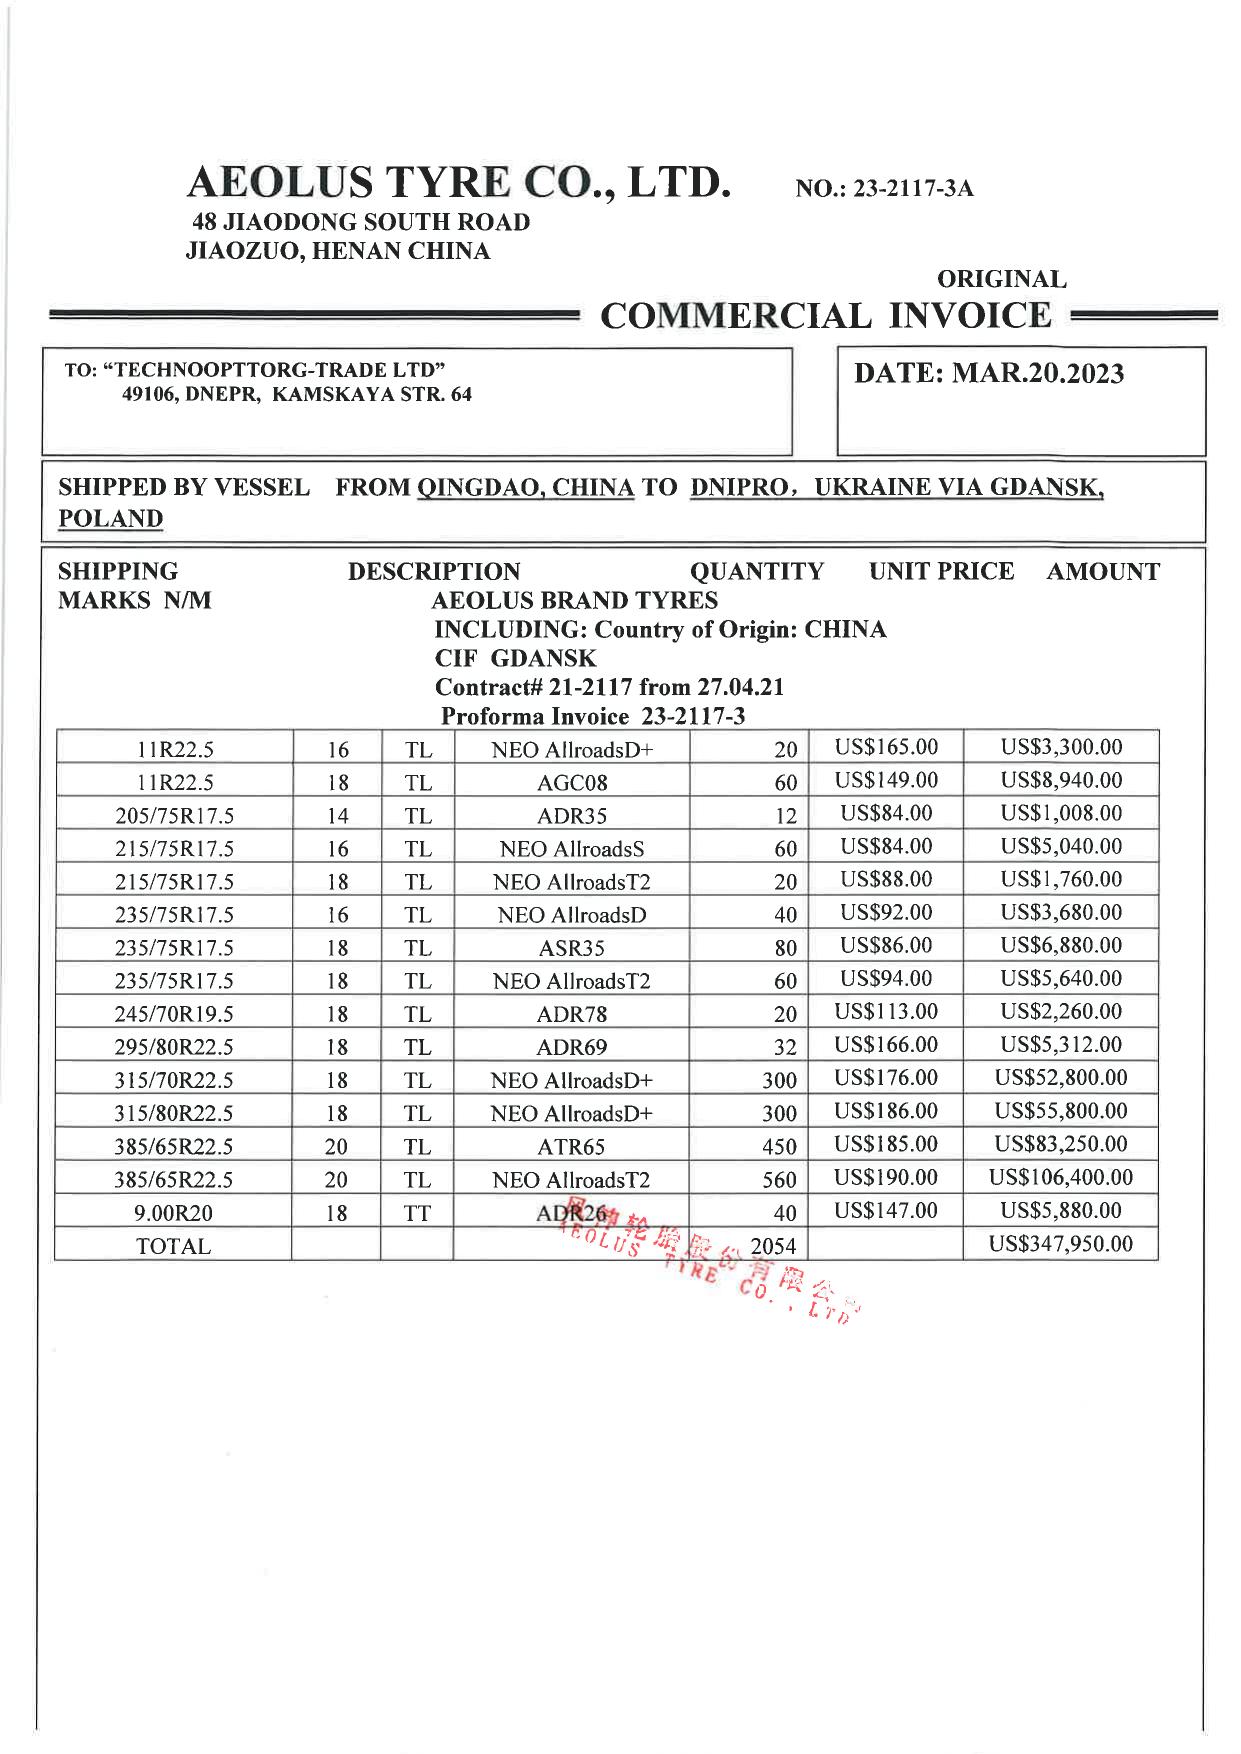 AEOLUS TYRE CO., LTD. NO.: 23-2117-3A
48 JIAODONG SOUTH ROAD
JIAOZUO, HENAN CHINA
ORIGINAL
COMMERCIAL INVOICE
TO: “TECHNOOPTTORG-TRADE LTD”
49106, DNEPR, KAMSKAYA STR. 64
DATE: MAR.20.2023
SHIPPED BY VESSEL FROM QINGDAO, CHINA TO DNIPRO， UKRAINE VIA GDANSK,
POLAND
SHIPPING DESCRIPTION QUANTITY UNIT PRICE AMOUNT
MARKS N/M AEOLUS BRAND TYRES
INCLUDING: Country of Origin: CHINA
CIF GDANSK
Contract# 21-2117 from 27.04.21
Proforma Invoice 23-2117-3
11R22.5 16 TL NEO AllroadsD+ 20 US$165.00 US$3,300.00
11R22.5 18 TL AGC08 60 US$149.00 US$8,940.00
205/75R17.5 14 TL ADR35 12 US$84.00 US$1,008.00
215/75R17.5 16 TL NEO AllroadsS 60 US$84.00 US$5,040.00
215/75R17.5 18 TL NEO AllroadsT2 20 US$88.00 US$1,760.00
235/75R17.5 16 TL NEO AllroadsD 40 US$92.00 US$3,680.00
235/75R17.5 18 TL ASR35 80 US$86.00 US$6,880.00
235/75R17.5 18 TL NEO AllroadsT2 60 US$94.00 US$5,640.00
245/70R19.5 18 TL ADR78 20 US$113.00 US$2,260.00
295/80R22.5 18 TL ADR69 32 US$166.00 US$5,312.00
315/70R22.5 18 TL NEO AllroadsD+ 300 US$176.00 US$52,800.00
315/80R22.5 18 TL NEO AllroadsD+ 300 US$186.00 US$55,800.00
385/65R22.5 20 TL ATR65 450 US$185.00 US$83,250.00
385/65R22.5 20 TL NEO AllroadsT2 560 US$190.00 US$106,400.00
9.00R20 18 TT ADR26 40 US$147.00 US$5,880.00
TOTAL 2054 US$347,950.00
风神轮胎股份有限公司
AEOLUS TYRE CO., LTD